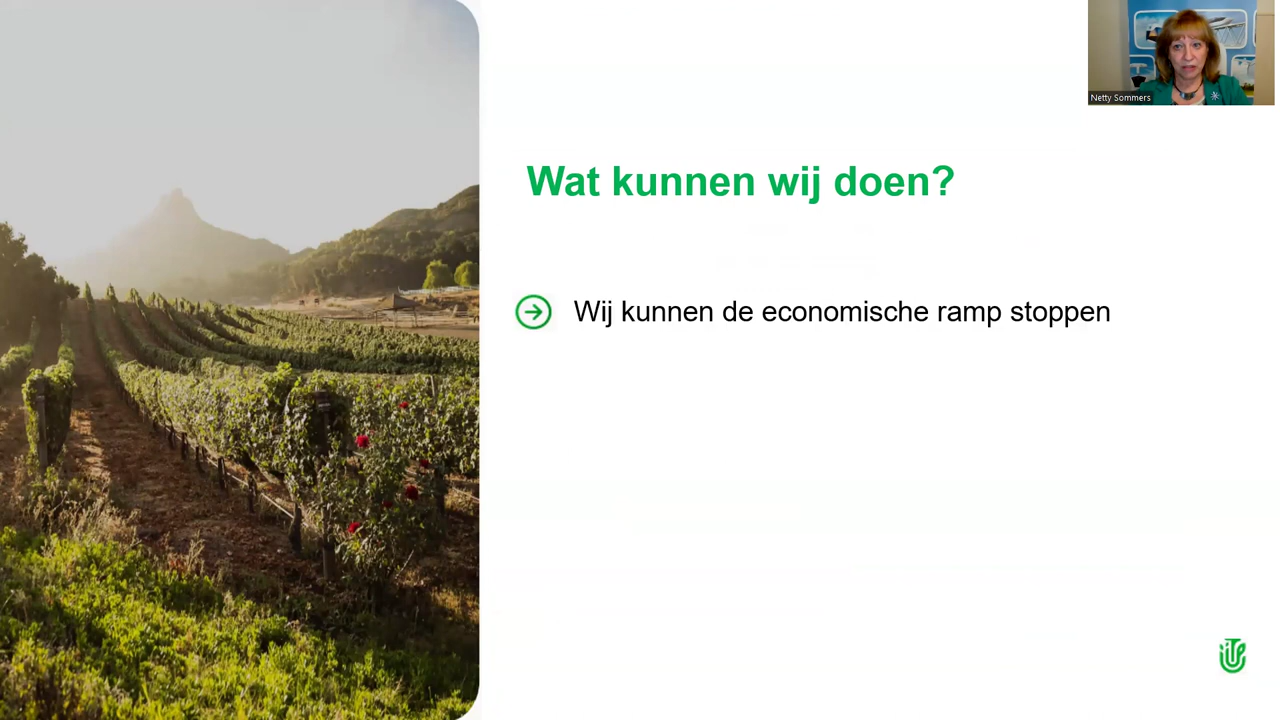 Netty Sommers
Wat kunnen wij doen?
Wij kunnen de economische ramp stoppen